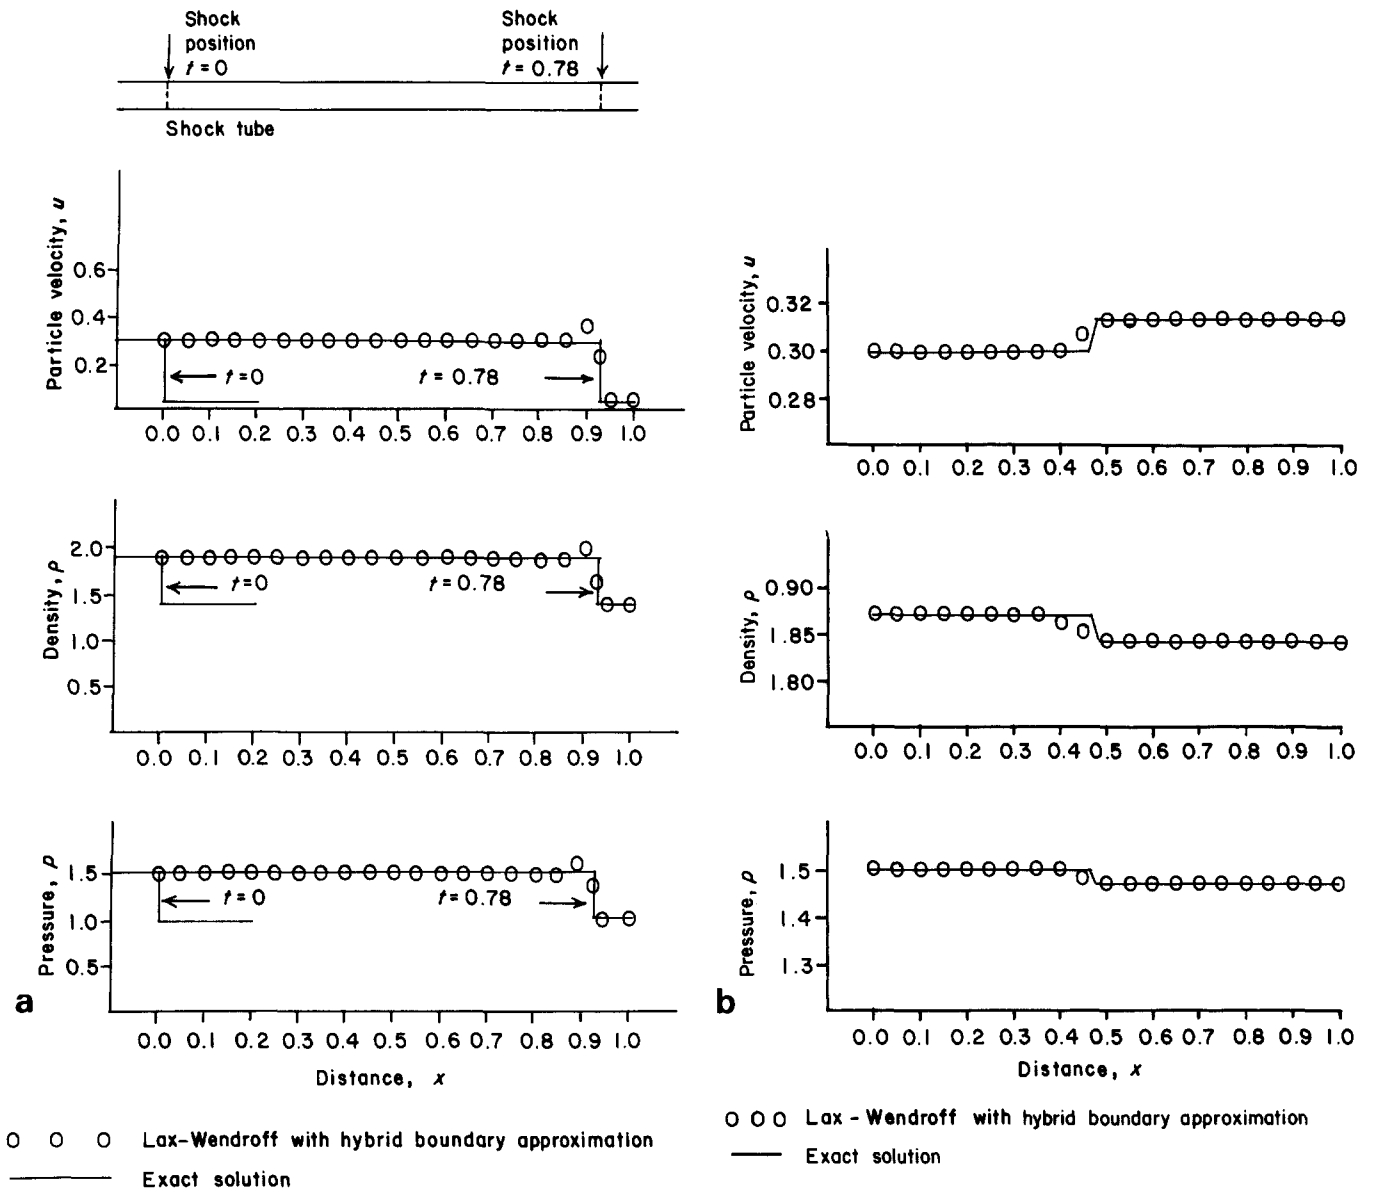 Shock
position
t = 0
Shock
position
t = 0.78
Shock tube
Particle velocity, u
0.6
0.4
0.2
t = 0
t = 0.78
0.0 0.1 0.2 0.3 0.4 0.5 0.6 0.7 0.8 0.9 1.0
Density, ρ
2.0
1.5
1.0
0.5
t = 0
t = 0.78
0.0 0.1 0.2 0.3 0.4 0.5 0.6 0.7 0.8 0.9 1.0
Pressure, p
1.5
1.0
0.5
t = 0
t = 0.78
a
0.0 0.1 0.2 0.3 0.4 0.5 0.6 0.7 0.8 0.9 1.0
Distance, x
Lax-Wendroff with hybrid boundary approximation
Exact solution
Particle velocity, u
0.32
0.30
0.28
0.0 0.1 0.2 0.3 0.4 0.5 0.6 0.7 0.8 0.9 1.0
Density, ρ
0.90
1.85
1.80
0.0 0.1 0.2 0.3 0.4 0.5 0.6 0.7 0.8 0.9 1.0
Pressure, p
1.5
1.4
1.3
b
0.0 0.1 0.2 0.3 0.4 0.5 0.6 0.7 0.8 0.9 1.0
Distance, x
Lax - Wendroff with hybrid boundary approximation
Exact solution